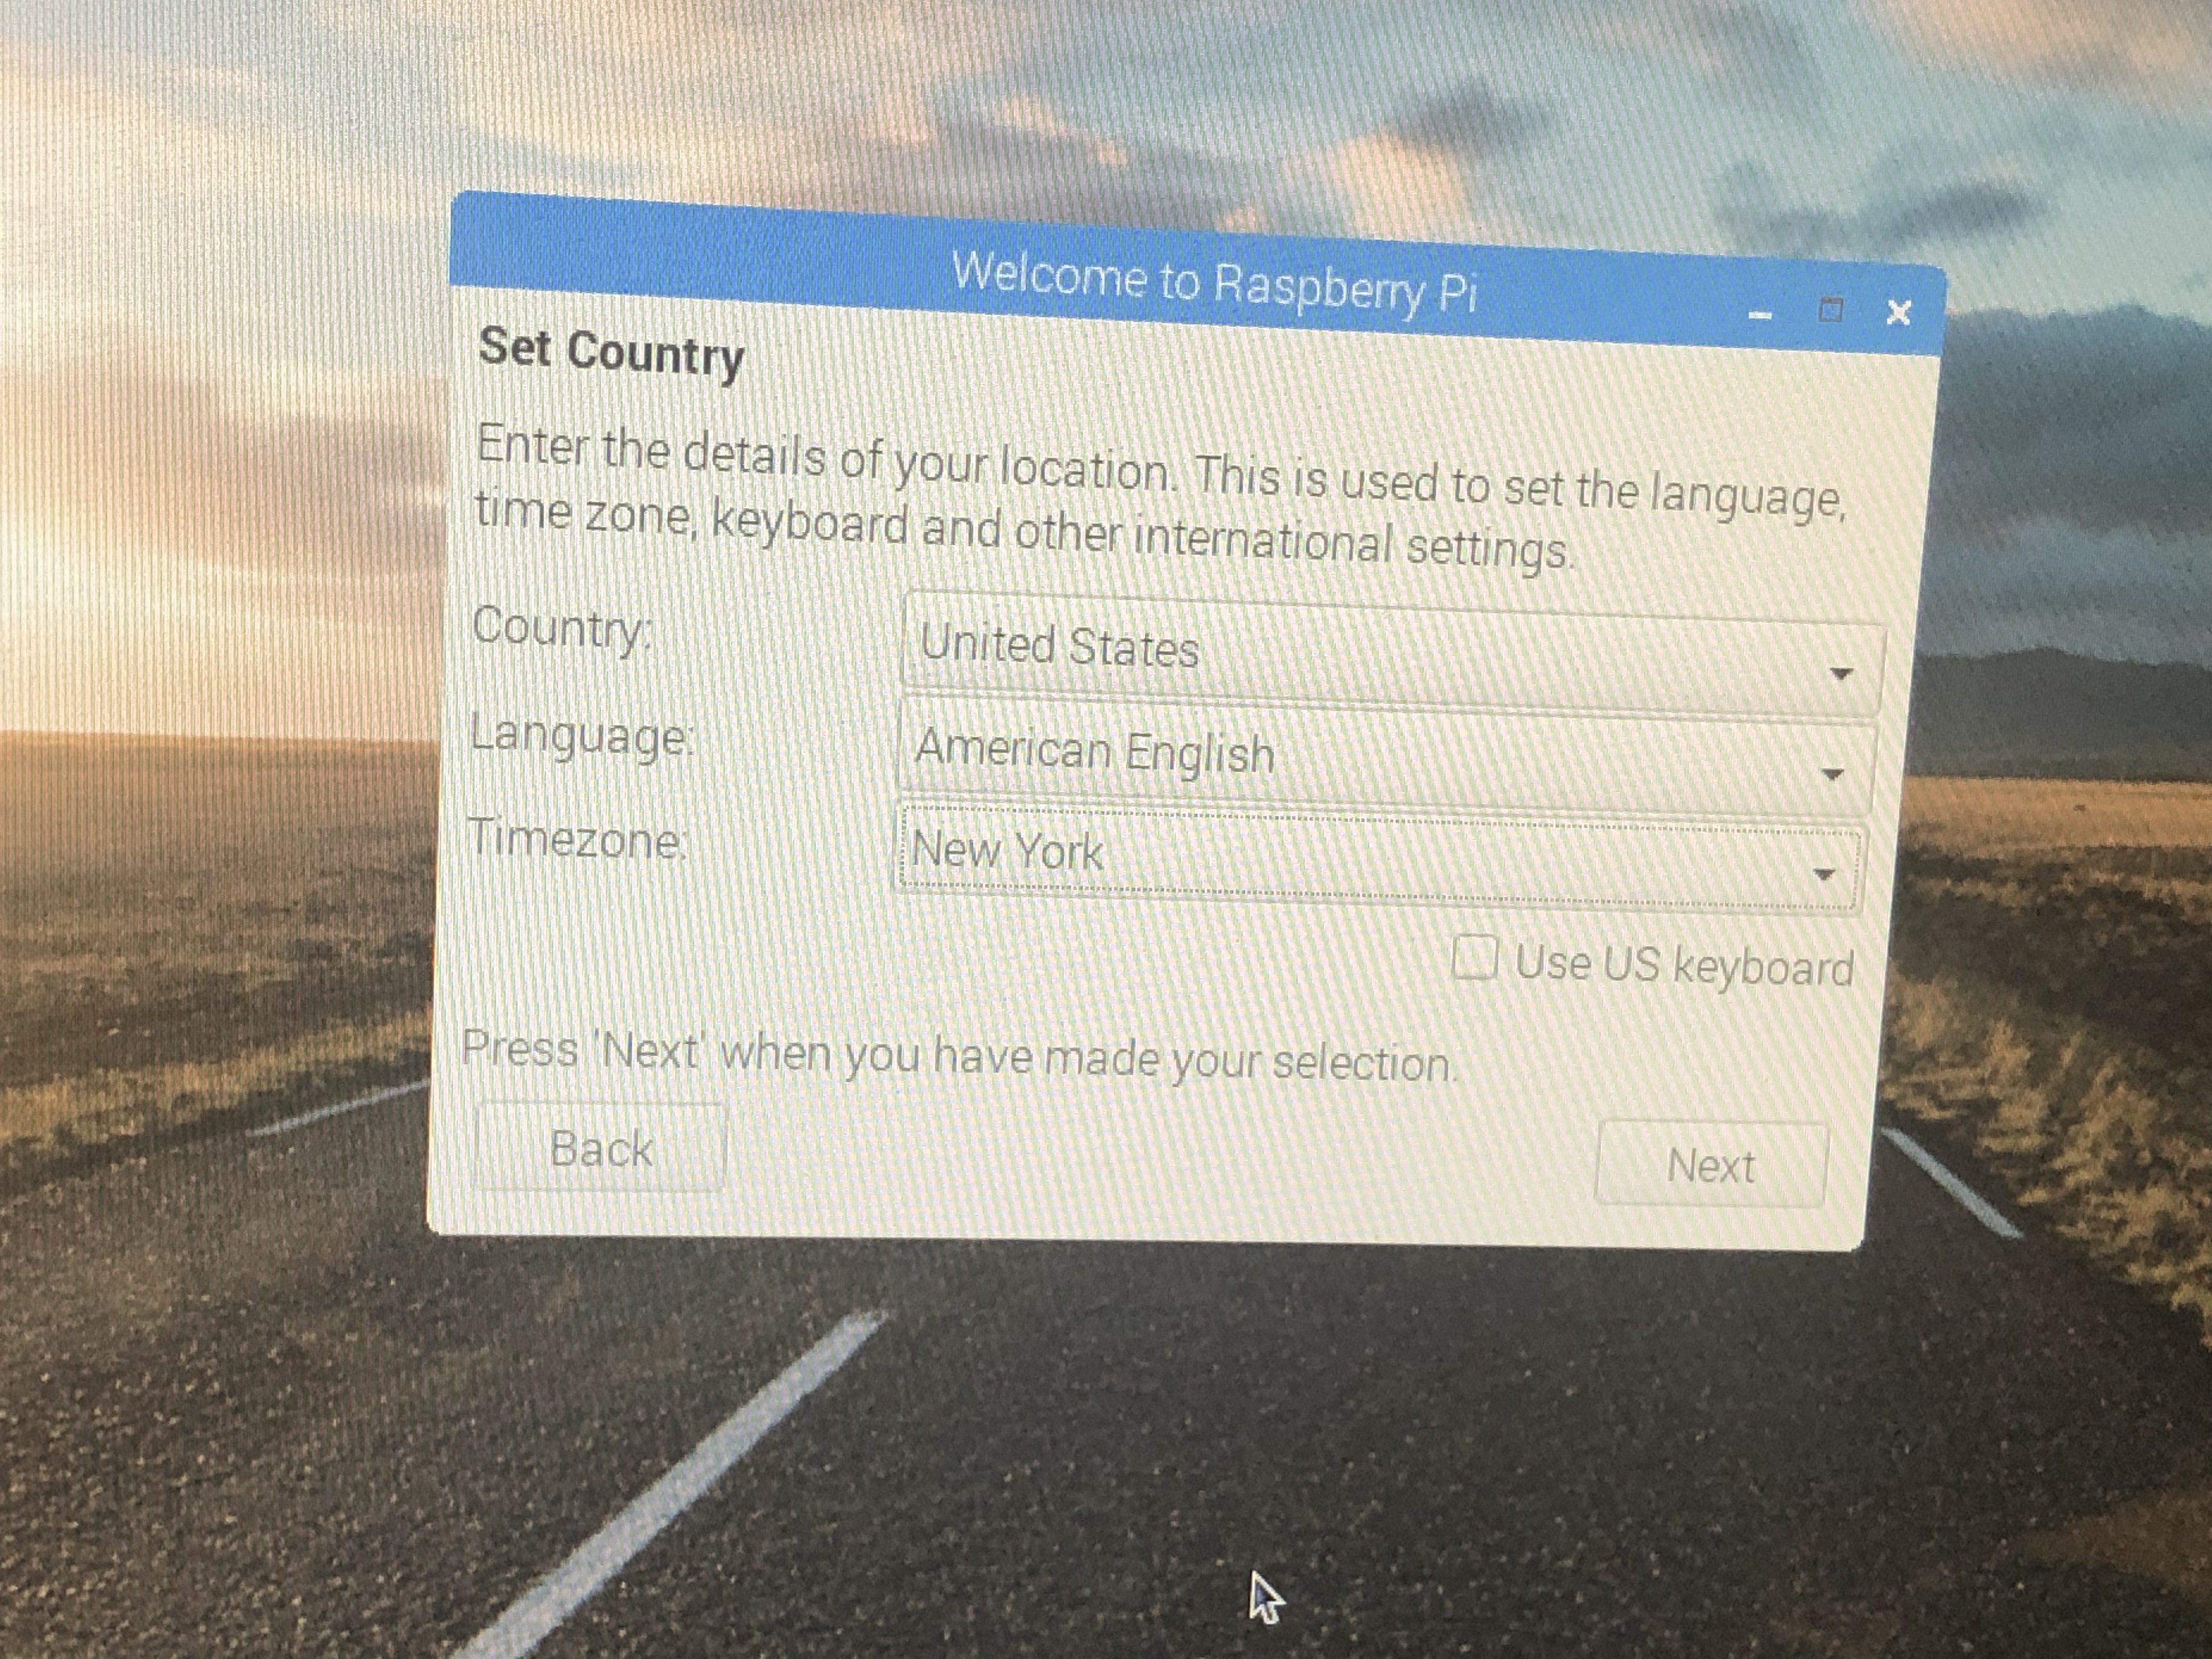 Welcome to Raspberry Pi
Set Country
Enter the details of your location. This is used to set the language,
time zone, keyboard and other international settings.
Country: United States
Language: American English
Timezone: New York
Use US keyboard
Press 'Next' when you have made your selection.
Back Next